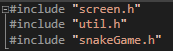 #include "screen.h"
#include "util.h"
#include "snakeGame.h"